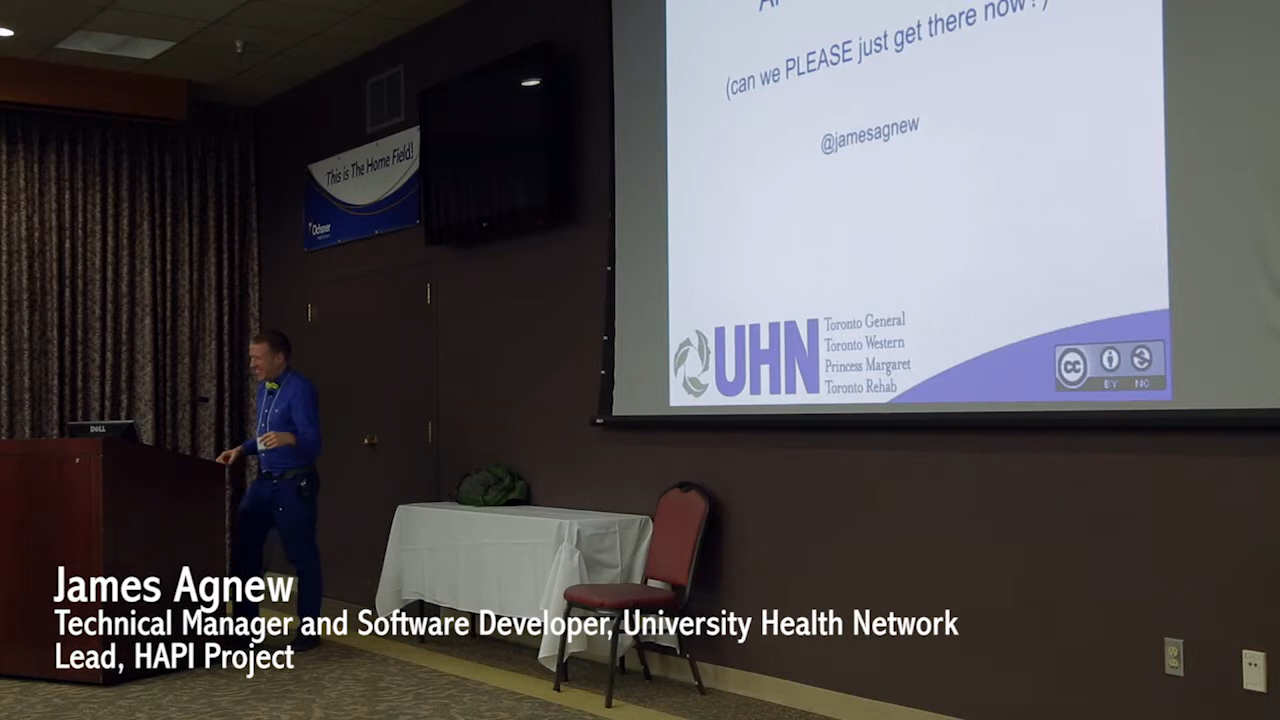 (can we PLEASE just get there now?)
@jamesagnew
This is The Home Field!
Ochsner
UHN
Toronto General
Toronto Western
Princess Margaret
Toronto Rehab
cc
BY NC
DELL
James Agnew
Technical Manager and Software Developer, University Health Network
Lead, HAPI Project